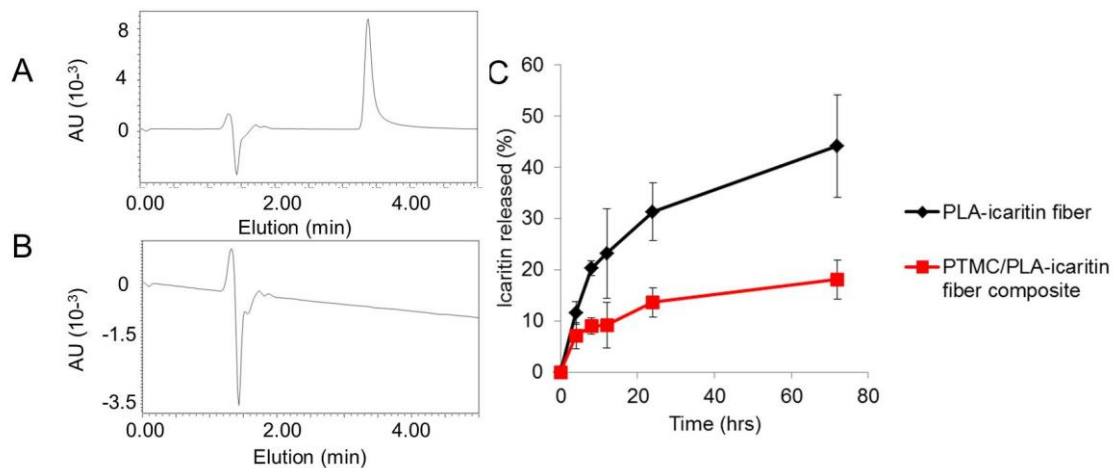 A
AU (10-3)
8
4
0
0.00 2.00 4.00
Elution (min)
B
AU (10-3)
0
-1.5
-3.5
0.00 2.00 4.00
Elution (min)
C
Icaritin released (%)
60
50
40
30
20
10
0
0 20 40 60 80
Time (hrs)
PLA-icaritin fiber
PTMC/PLA-icaritin
fiber composite